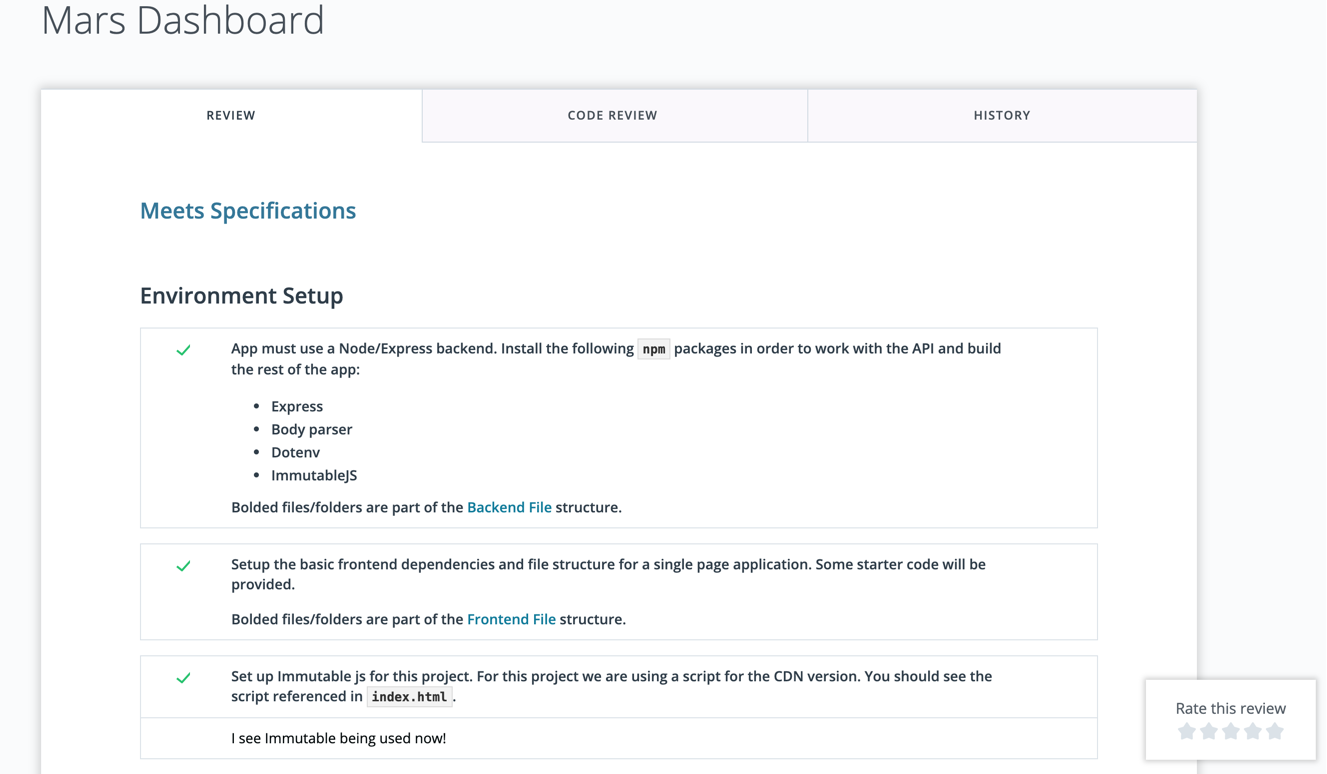 Mars Dashboard
REVIEW
CODE REVIEW
HISTORY
Meets Specifications
Environment Setup
App must use a Node/Express backend. Install the following npm packages in order to work with the API and build
the rest of the app:
• Express
• Body parser
• Dotenv
• ImmutableJS
Bolded files/folders are part of the Backend File structure.
Setup the basic frontend dependencies and file structure for a single page application. Some starter code will be
provided.
Bolded files/folders are part of the Frontend File structure.
Set up Immutable js for this project. For this project we are using a script for the CDN version. You should see the
script referenced in index.html.
I see Immutable being used now!
Rate this review